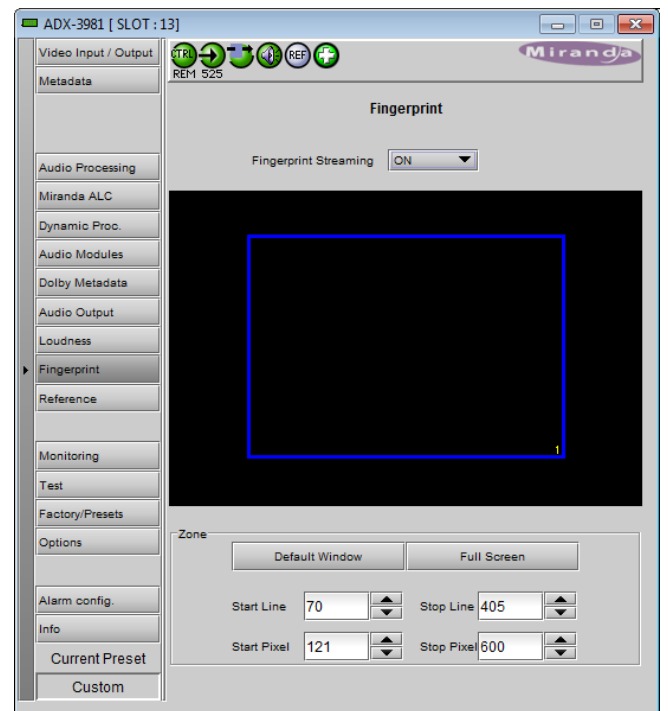 ADX-3981 [ SLOT : 13]
Video Input / Output
Metadata
Audio Processing
Miranda ALC
Dynamic Proc.
Audio Modules
Dolby Metadata
Audio Output
Loudness
Fingerprint
Reference
Monitoring
Test
Factory/Presets
Options
Alarm config.
Info
Current Preset
Custom
CTRL REF
REM 525
Miranda
Fingerprint
Fingerprint Streaming ON
1
Zone
Default Window Full Screen
Start Line 70 Stop Line 405
Start Pixel 121 Stop Pixel 600